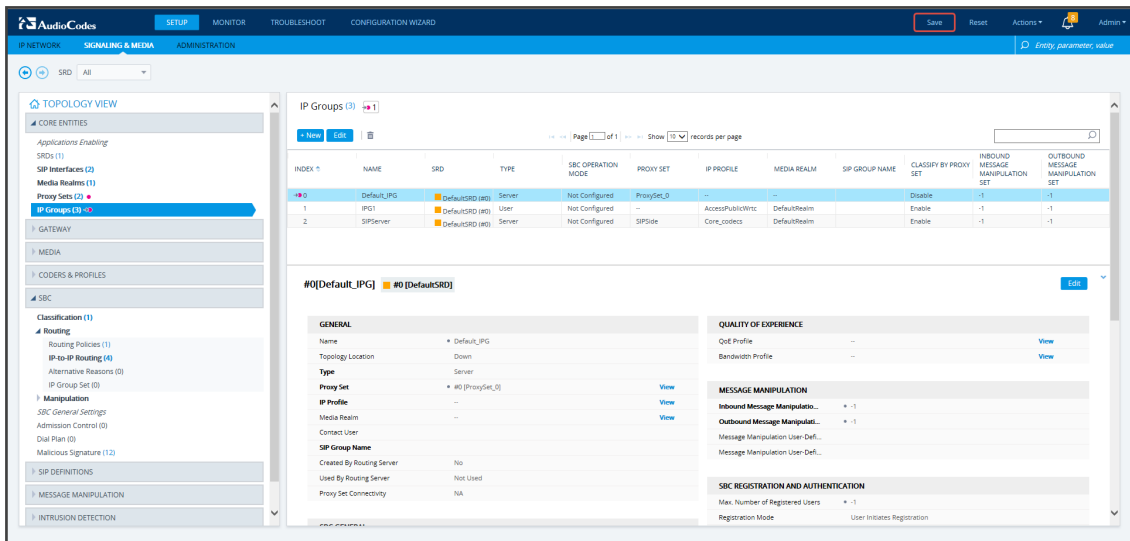 AudioCodes SETUP MONITOR TROUBLESHOOT CONFIGURATION WIZARD Save Reset Actions 8 Admin
IP NETWORK SIGNALING & MEDIA ADMINISTRATION Entity, parameter, value
SRD All
TOPOLOGY VIEW
CORE ENTITIES
Applications Enabling
SRDs (1)
SIP Interfaces (2)
Media Realms (1)
Proxy Sets (2)
IP Groups (3)
GATEWAY
MEDIA
CODERS & PROFILES
SBC
Classification (1)
Routing
Routing Policies (1)
IP-to-IP Routing (4)
Alternative Reasons (0)
IP Group Set (0)
Manipulation
SBC General Settings
Admission Control (0)
Dial Plan (0)
Malicious Signature (12)
SIP DEFINITIONS
MESSAGE MANIPULATION
INTRUSION DETECTION
IP Groups (3) 1
+ New Edit Page 1 of 1 Show 10 records per page
INDEX NAME SRD TYPE SBC OPERATION MODE PROXY SET IP PROFILE MEDIA REALM SIP GROUP NAME CLASSIFY BY PROXY SET INBOUND MESSAGE MANIPULATION SET OUTBOUND MESSAGE MANIPULATION SET
0 Default_IPG DefaultSRD (#0) Server Not Configured ProxySet_0 -- -- Disable -1 -1
1 IPG1 DefaultSRD (#0) User Not Configured -- AccessPublicWrtc DefaultRealm Enable -1 -1
2 SIPServer DefaultSRD (#0) Server Not Configured SIPSide Core_codecs DefaultRealm Enable -1 -1
#0[Default_IPG] #0 [DefaultSRD] Edit
GENERAL
Name Default_IPG
Topology Location Down
Type Server
Proxy Set #0 [ProxySet_0] View
IP Profile -- View
Media Realm -- View
Contact User
SIP Group Name
Created By Routing Server No
Used By Routing Server Not Used
Proxy Set Connectivity NA
SBC GENERAL
QUALITY OF EXPERIENCE
QoE Profile -- View
Bandwidth Profile -- View
MESSAGE MANIPULATION
Inbound Message Manipulatio... -1
Outbound Message Manipulati... -1
Message Manipulation User-Defi...
Message Manipulation User-Defi...
SBC REGISTRATION AND AUTHENTICATION
Max. Number of Registered Users -1
Registration Mode User Initiates Registration